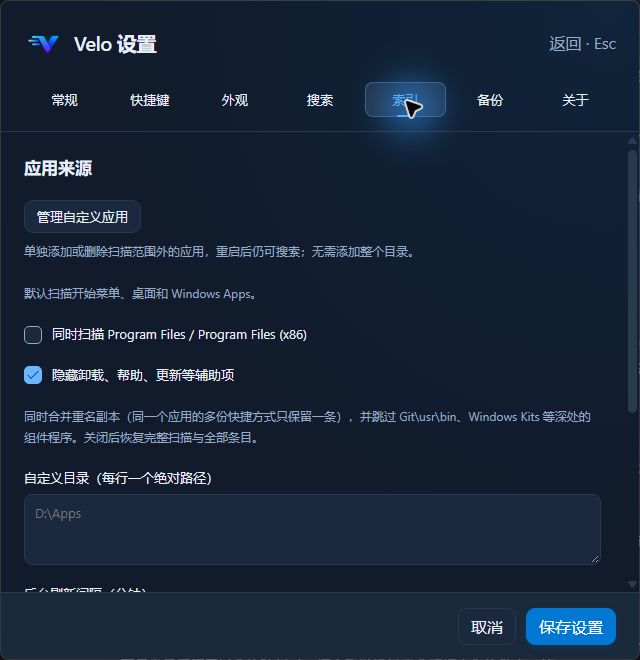 Velo 设置
返回 · Esc
常规
快捷键
外观
搜索
索引
备份
关于
应用来源
管理自定义应用
单独添加或删除扫描范围外的应用，重启后仍可搜索；无需添加整个目录。
默认扫描开始菜单、桌面和 Windows Apps。
同时扫描 Program Files / Program Files (x86)
隐藏卸载、帮助、更新等辅助项
同时合并重名副本（同一个应用的多份快捷方式只保留一条），并跳过 Git\usr\bin、Windows Kits 等深处的
组件程序。关闭后恢复完整扫描与全部条目。
自定义目录（每行一个绝对路径）
D:\Apps
后台刷新间隔（分钟）
取消
保存设置